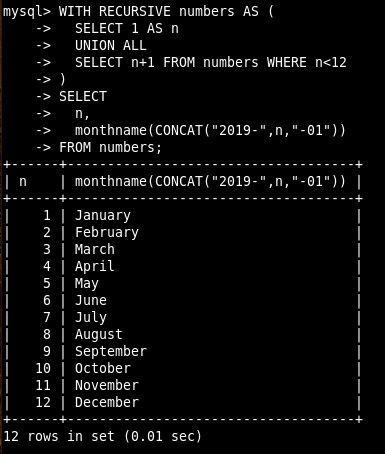 mysql> WITH RECURSIVE numbers AS (
    ->   SELECT 1 AS n
    ->   UNION ALL
    ->   SELECT n+1 FROM numbers WHERE n<12
    -> )
    -> SELECT
    ->   n,
    ->   monthname(CONCAT("2019-",n,"-01"))
    -> FROM numbers;
+------+------------------------------------+
| n    | monthname(CONCAT("2019-",n,"-01")) |
+------+------------------------------------+
|    1 | January                            |
|    2 | February                           |
|    3 | March                              |
|    4 | April                              |
|    5 | May                                |
|    6 | June                               |
|    7 | July                               |
|    8 | August                             |
|    9 | September                          |
|   10 | October                            |
|   11 | November                           |
|   12 | December                           |
+------+------------------------------------+
12 rows in set (0.01 sec)